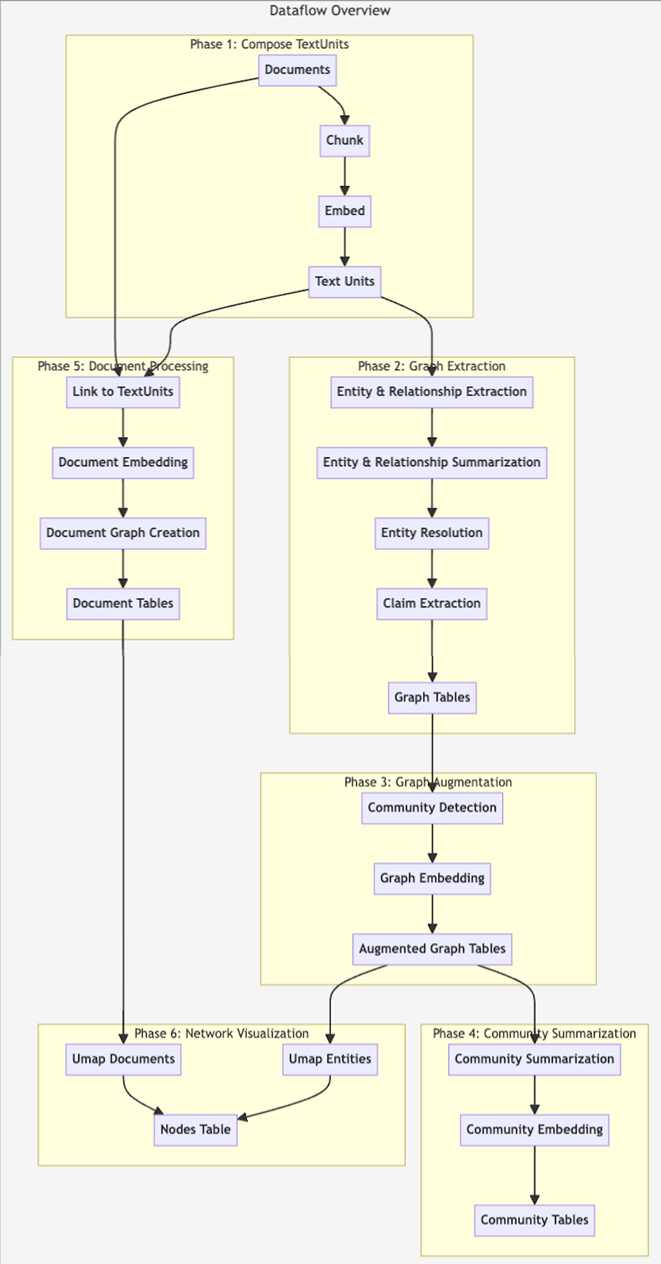 Dataflow Overview
Phase 1: Compose TextUnits
Documents
Chunk
Embed
Text Units
Phase 5: Document Processing
Link to TextUnits
Document Embedding
Document Graph Creation
Document Tables
Phase 2: Graph Extraction
Entity & Relationship Extraction
Entity & Relationship Summarization
Entity Resolution
Claim Extraction
Graph Tables
Phase 3: Graph Augmentation
Community Detection
Graph Embedding
Augmented Graph Tables
Phase 6: Network Visualization
Umap Documents
Umap Entities
Nodes Table
Phase 4: Community Summarization
Community Summarization
Community Embedding
Community Tables